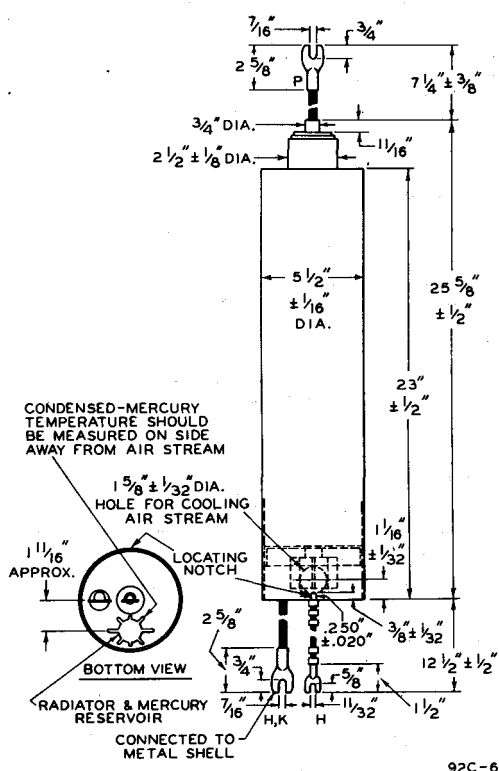 7/16"
3/4"
2 5/8"
P
7 1/4" ± 3/8"
3/4" DIA.
11/16"
2 1/2" ± 1/8" DIA.
5 1/2"
± 1/16"
DIA.
25 5/8"
± 1/2"
23"
± 1/2"
CONDENSED-MERCURY
TEMPERATURE SHOULD
BE MEASURED ON SIDE
AWAY FROM AIR STREAM
1 5/8" ± 1/32" DIA.
HOLE FOR COOLING
AIR STREAM
1 1/16"
± 1/32"
1 11/16"
APPROX.
LOCATING
NOTCH
.250"
±.020"
3/8" ± 1/32"
2 5/8"
12 1/2" ± 1/2"
BOTTOM VIEW
3/4"
5/8"
RADIATOR & MERCURY
RESERVOIR
7/16"
H,K
H
11/32"
1 1/2"
CONNECTED TO
METAL SHELL
92C-6